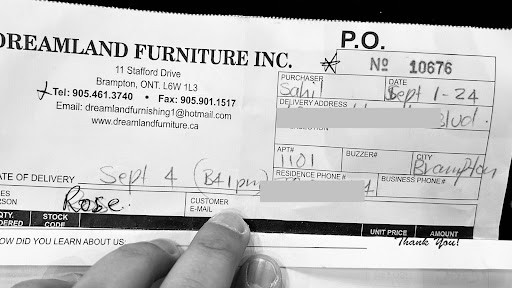 P.O.
DREAMLAND FURNITURE INC.
Nº 10676
11 Stafford Drive
Brampton, ONT. L6W 1L3
Tel: 905.461.3740 • Fax: 905.901.1517
Email: dreamlandfurnishing1@hotmail.com
www.dreamlandfurniture.ca
PURCHASER
Sahil
DATE
Sept 1-24
DELIVERY ADDRESS
Blvd.
APT#
1101
BUZZER#
CITY
Brampton
RESIDENCE PHONE #
BUSINESS PHONE #
ATE OF DELIVERY Sept 4 (B41pm)
ES
ERSON
Rose
CUSTOMER
E-MAIL
QTY.
DERED
STOCK
CODE
UNIT PRICE
AMOUNT
OW DID YOU LEARN ABOUT US:
Thank You!